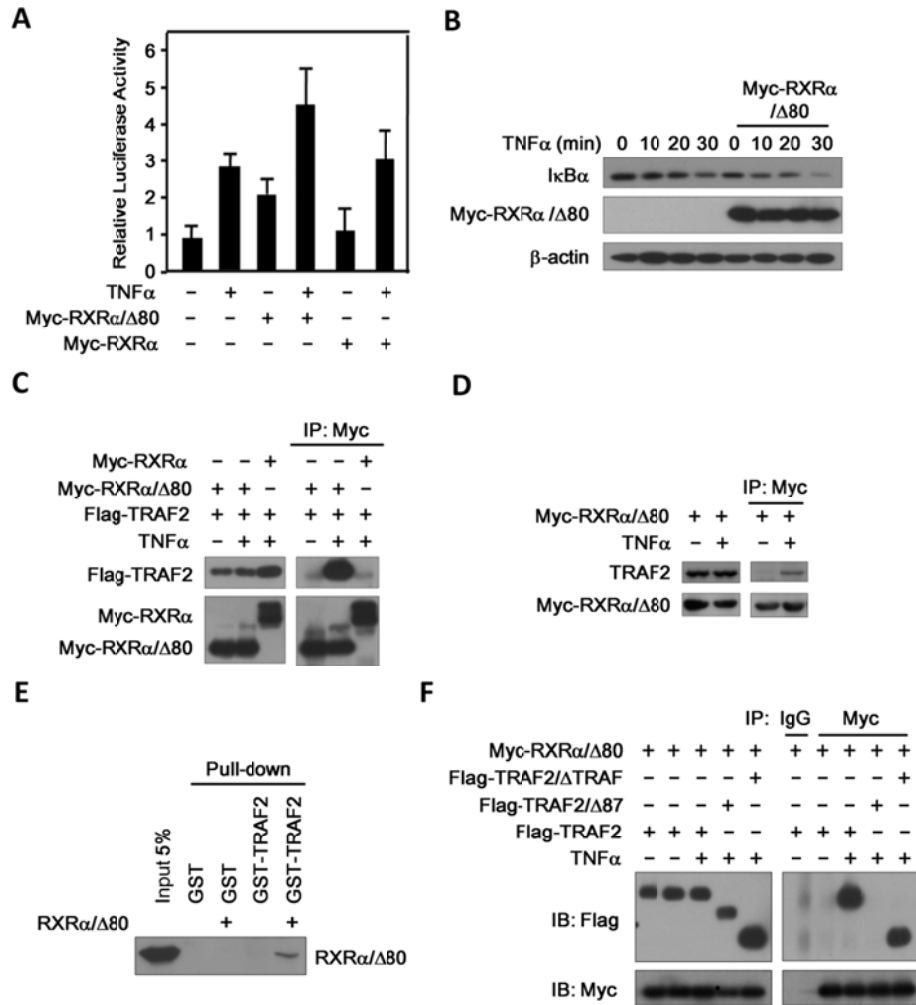 A
Relative Luciferase Activity
6
5
4
3
2
1
0
TNFα − + − + − +
Myc-RXRα/Δ80 − − + + − −
Myc-RXRα − − − − + +
B
Myc-RXRα
/Δ80
TNFα (min) 0 10 20 30 0 10 20 30
IκBα
Myc-RXRα /Δ80
β-actin
C
IP: Myc
Myc-RXRα − − + − − +
Myc-RXRα/Δ80 + + − + + −
Flag-TRAF2 + + + + + +
TNFα − + + − + +
Flag-TRAF2
Myc-RXRα
Myc-RXRα/Δ80
D
IP: Myc
Myc-RXRα/Δ80 + + + +
TNFα − + − +
TRAF2
Myc-RXRα/Δ80
E
Pull-down
Input 5%
GST
GST
GST-TRAF2
GST-TRAF2
RXRα/Δ80 + +
RXRα/Δ80
F
IP: IgG Myc
Myc-RXRα/Δ80 + + + + + + + + + +
Flag-TRAF2/ΔTRAF − − − − + − − − − +
Flag-TRAF2/Δ87 − − − + − − − − + −
Flag-TRAF2 + + + − − + + + − −
TNFα − − + + + − − + + +
IB: Flag
IB: Myc